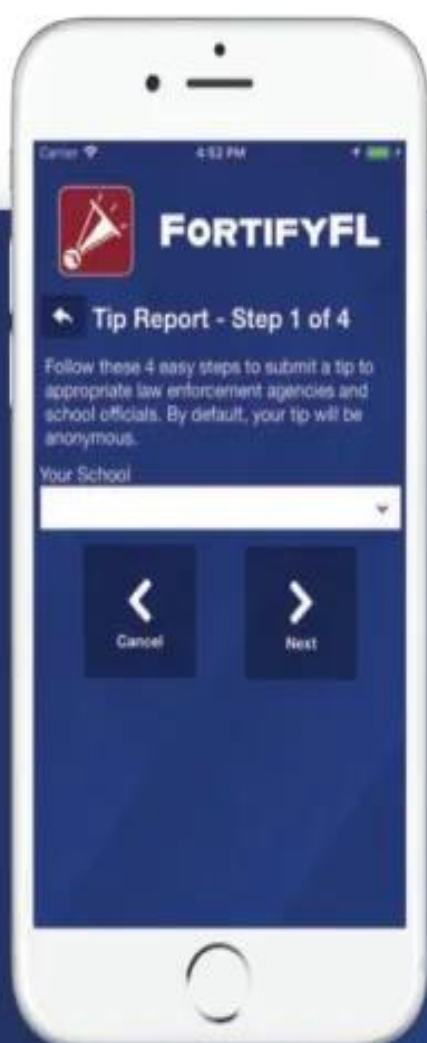 Carrier
4:52 PM
FORTIFYFL
Tip Report - Step 1 of 4
Follow these 4 easy steps to submit a tip to
appropriate law enforcement agencies and
school officials. By default, your tip will be
anonymous.
Your School
Cancel
Next